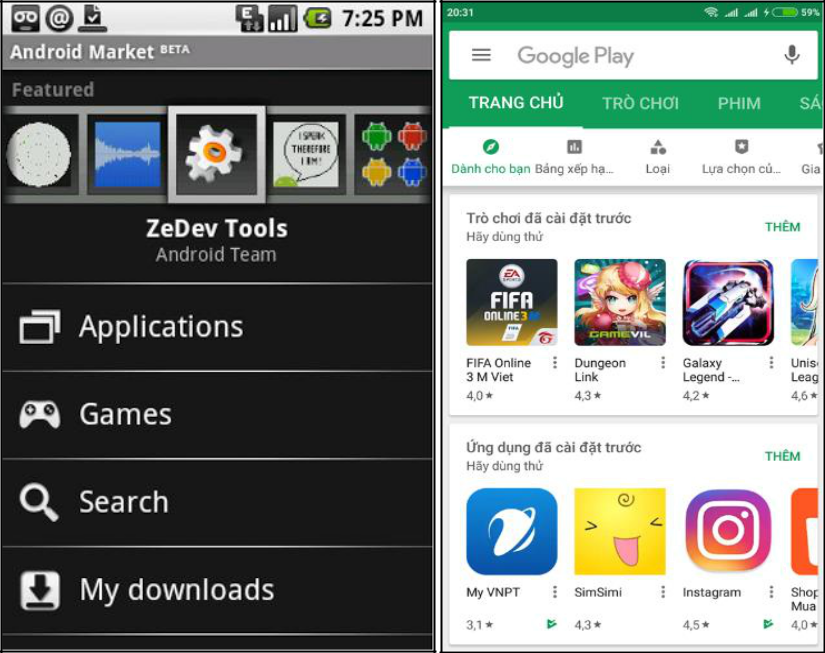 7:25 PM
Android Market BETA
Featured
I SPEAK
THEREFORE
I AM!
ZeDev Tools
Android Team
Applications
Games
Search
My downloads
20:31
59%
Google Play
TRANG CHỦ TRÒ CHƠI PHIM SÁ
Dành cho bạn Bảng xếp hạ... Loại Lựa chọn củ... Gia
Trò chơi đã cài đặt trước
Hãy dùng thử
THÊM
EA
SPORTS
FIFA
ONLINE 3 M
FIFA
GAMEVIL
FIFA Online
3 M Viet
4,0★
Dungeon
Link
4,3★
Galaxy
Legend -...
4,2★
Unis
Leag
4,6★
Ứng dụng đã cài đặt trước
Hãy dùng thử
THÊM
My VNPT
3,1★
SimSimi
4,3★
Instagram
4,5★
Shop
Mua
4,0★